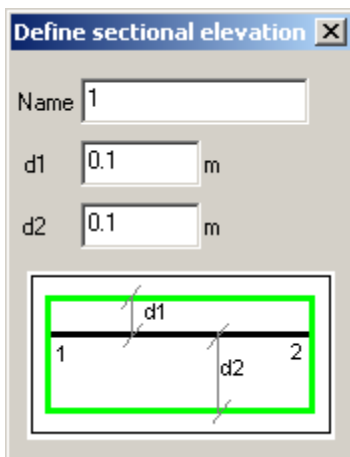 Define sectional elevation
Name 1
d1 0.1 m
d2 0.1 m
d1
1 d2 2